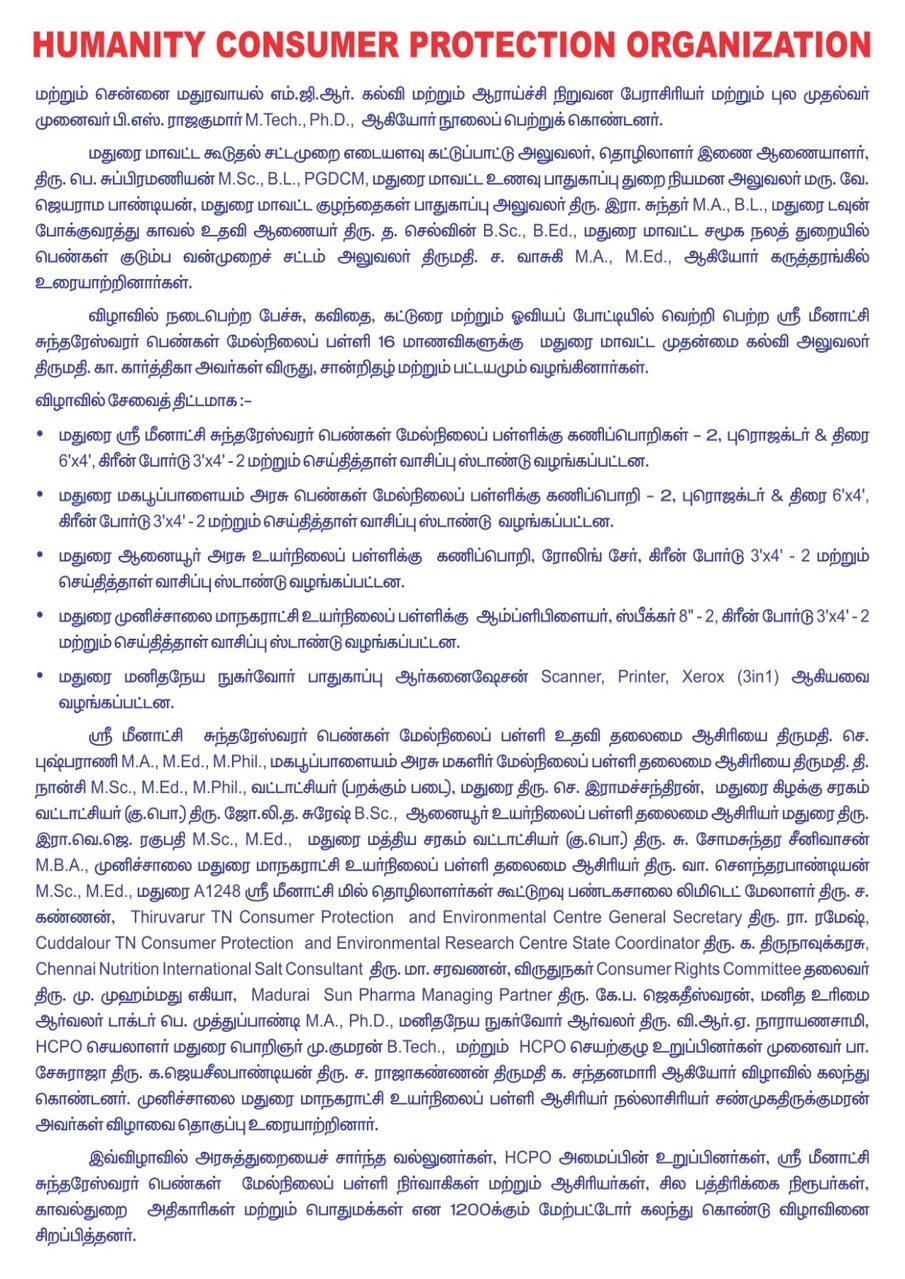 HUMANITY CONSUMER PROTECTION ORGANIZATION
மற்றும் சென்னை மதுரவாயல் எம்.ஜி.ஆர். கல்வி மற்றும் ஆராய்ச்சி நிறுவன பேராசிரியர் மற்றும் புல முதல்வர்
முனைவர் பி.எஸ். ராஜகுமார் M.Tech., Ph.D., ஆகியோர் நூலைப் பெற்றுக் கொண்டனர்.
மதுரை மாவட்ட கூடுதல் சட்டமுறை எடையளவு கட்டுப்பாட்டு அலுவலர், தொழிலாளர் இணை ஆணையாளர்,
திரு. பெ. சுப்பிரமணியன் M.Sc., B.L., PGDCM, மதுரை மாவட்ட உணவு பாதுகாப்பு துறை நியமன அலுவலர் மரு. வே.
ஜெயராம பாண்டியன், மதுரை மாவட்ட குழந்தைகள் பாதுகாப்பு அலுவலர் திரு. இரா. சுந்தர் M.A., B.L., மதுரை டவுன்
போக்குவரத்து காவல் உதவி ஆணையர் திரு. த. செல்வின் B.Sc., B.Ed., மதுரை மாவட்ட சமூக நலத் துறையில்
பெண்கள் குடும்ப வன்முறைச் சட்டம் அலுவலர் திருமதி. ச. வாசுகி M.A., M.Ed., ஆகியோர் கருத்தரங்கில்
உரையாற்றினார்கள்.
விழாவில் நடைபெற்ற பேச்சு, கவிதை, கட்டுரை மற்றும் ஓவியப் போட்டியில் வெற்றி பெற்ற ஸ்ரீ மீனாட்சி
சுந்தரேஸ்வரர் பெண்கள் மேல்நிலைப் பள்ளி 16 மாணவிகளுக்கு மதுரை மாவட்ட முதன்மை கல்வி அலுவலர்
திருமதி. கா. கார்த்திகா அவர்கள் விருது, சான்றிதழ் மற்றும் பட்டயமும் வழங்கினார்கள்.
விழாவில் சேவைத் திட்டமாக :–
• மதுரை ஸ்ரீ மீனாட்சி சுந்தரேஸ்வரர் பெண்கள் மேல்நிலைப் பள்ளிக்கு கணிப்பொறிகள் – 2, புரொஜக்டர் & திரை
6'x4', கிரீன் போர்டு 3'x4' - 2 மற்றும் செய்தித்தாள் வாசிப்பு ஸ்டாண்டு வழங்கப்பட்டன.
• மதுரை மகபூப்பாளையம் அரசு பெண்கள் மேல்நிலைப் பள்ளிக்கு கணிப்பொறி – 2, புரொஜக்டர் & திரை 6'x4',
கிரீன் போர்டு 3'x4' - 2 மற்றும் செய்தித்தாள் வாசிப்பு ஸ்டாண்டு வழங்கப்பட்டன.
• மதுரை ஆனையூர் அரசு உயர்நிலைப் பள்ளிக்கு கணிப்பொறி, ரோலிங் சேர், கிரீன் போர்டு 3'x4' - 2 மற்றும்
செய்தித்தாள் வாசிப்பு ஸ்டாண்டு வழங்கப்பட்டன.
• மதுரை முனிச்சாலை மாநகராட்சி உயர்நிலைப் பள்ளிக்கு ஆம்ப்ளிபிளையர், ஸ்பீக்கர் 8" - 2, கிரீன் போர்டு 3'x4' - 2
மற்றும் செய்தித்தாள் வாசிப்பு ஸ்டாண்டு வழங்கப்பட்டன.
• மதுரை மனிதநேய நுகர்வோர் பாதுகாப்பு ஆர்கனைஷேசன் Scanner, Printer, Xerox (3in1) ஆகியவை
வழங்கப்பட்டன.
ஸ்ரீ மீனாட்சி சுந்தரேஸ்வரர் பெண்கள் மேல்நிலைப் பள்ளி உதவி தலைமை ஆசிரியை திருமதி. செ.
புஷ்பராணி M.A., M.Ed., M.Phil., மகபூப்பாளையம் அரசு மகளிர் மேல்நிலைப் பள்ளி தலைமை ஆசிரியை திருமதி. தி.
நான்சி M.Sc., M.Ed., M.Phil., வட்டாட்சியர் (பறக்கும் படை), மதுரை திரு. செ. இராமச்சந்திரன், மதுரை கிழக்கு சரகம்
வட்டாட்சியர் (கு.பொ.) திரு. ஜோ.லி.த. சுரேஷ் B.Sc., ஆனையூர் உயர்நிலைப் பள்ளி தலைமை ஆசிரியர் மதுரை திரு.
இரா.வெ.ஜெ. ரகுபதி M.Sc., M.Ed., மதுரை மத்திய சரகம் வட்டாட்சியர் (கு.பொ.) திரு. சு. சோமசுந்தர சீனிவாசன்
M.B.A., முனிச்சாலை மதுரை மாநகராட்சி உயர்நிலைப் பள்ளி தலைமை ஆசிரியர் திரு. வா. சௌந்தரபாண்டியன்
M.Sc., M.Ed., மதுரை A1248 ஸ்ரீ மீனாட்சி மில் தொழிலாளர்கள் கூட்டுறவு பண்டகசாலை லிமிடெட் மேலாளர் திரு. ச.
கண்ணன், Thiruvarur TN Consumer Protection and Environmental Centre General Secretary திரு. ரா. ரமேஷ்,
Cuddalour TN Consumer Protection and Environmental Research Centre State Coordinator திரு. க. திருநாவுக்கரசு,
Chennai Nutrition International Salt Consultant திரு. மா. சரவணன், விருதுநகர் Consumer Rights Committee தலைவர்
திரு. மு. முஹம்மது எகியா, Madurai Sun Pharma Managing Partner திரு. கே.ப. ஜெகதீஸ்வரன், மனித உரிமை
ஆர்வலர் டாக்டர் பெ. முத்துப்பாண்டி M.A., Ph.D., மனிதநேய நுகர்வோர் ஆர்வலர் திரு. வி.ஆர்.ஏ. நாராயணசாமி,
HCPO செயலாளர் மதுரை பொறிஞர் மு.குமரன் B.Tech., மற்றும் HCPO செயற்குழு உறுப்பினர்கள் முனைவர் பா.
சேசுராஜா திரு. க.ஜெயசீலபாண்டியன் திரு. ச. ராஜாகண்ணன் திருமதி க. சந்தனமாரி ஆகியோர் விழாவில் கலந்து
கொண்டனர். முனிச்சாலை மதுரை மாநகராட்சி உயர்நிலைப் பள்ளி ஆசிரியர் நல்லாசிரியர் சண்முகதிருக்குமரன்
அவர்கள் விழாவை தொகுப்பு உரையாற்றினார்.
இவ்விழாவில் அரசுத்துறையைச் சார்ந்த வல்லுனர்கள், HCPO அமைப்பின் உறுப்பினர்கள், ஸ்ரீ மீனாட்சி
சுந்தரேஸ்வரர் பெண்கள் மேல்நிலைப் பள்ளி நிர்வாகிகள் மற்றும் ஆசிரியர்கள், சில பத்திரிக்கை நிருபர்கள்,
காவல்துறை அதிகாரிகள் மற்றும் பொதுமக்கள் என 1200க்கும் மேற்பட்டோர் கலந்து கொண்டு விழாவினை
சிறப்பித்தனர்.